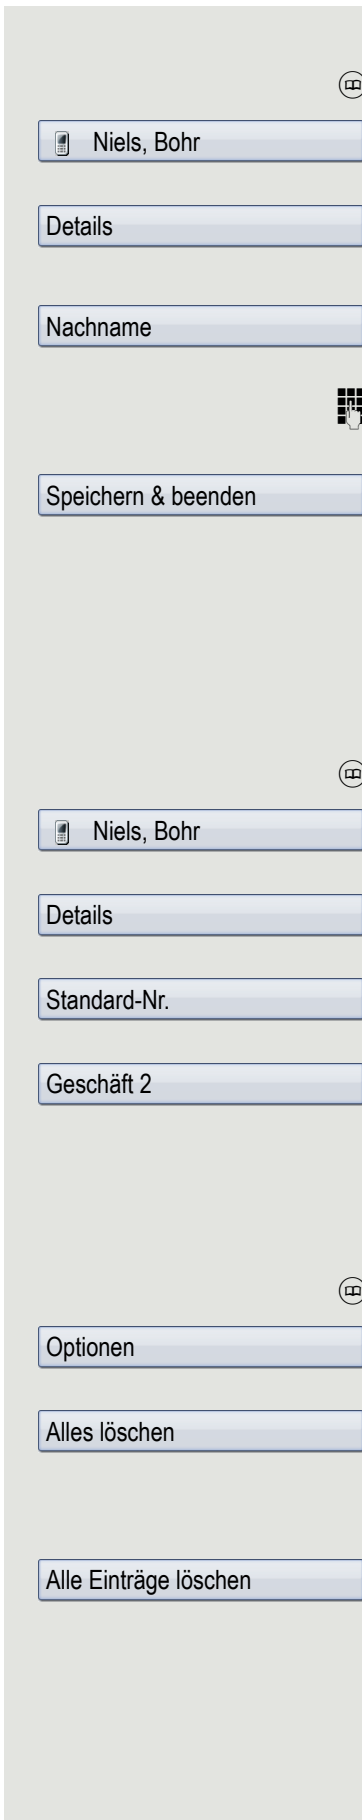 Niels, Bohr
Details
Nachname
Speichern & beenden
Niels, Bohr
Details
Standard-Nr.
Geschäft 2
Optionen
Alles löschen
Alle Einträge löschen